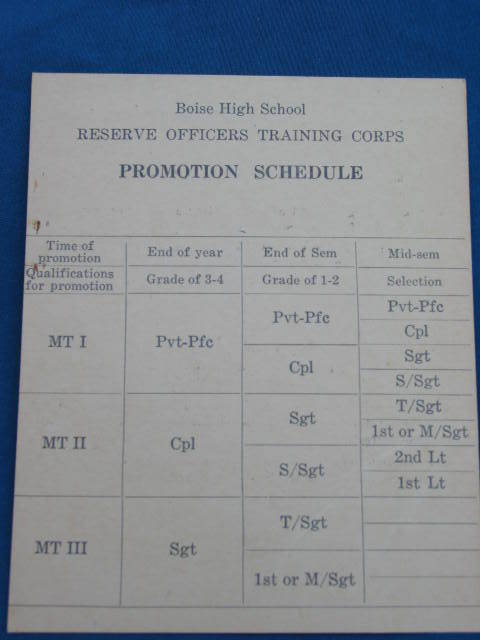 Boise High School
RESERVE OFFICERS TRAINING CORPS
PROMOTION SCHEDULE
Time of promotion End of year End of Sem Mid-sem
Qualifications for promotion Grade of 3-4 Grade of 1-2 Selection
MT I Pvt-Pfc Pvt-Pfc Pvt-Pfc
Cpl
Cpl Sgt
S/Sgt
MT II Cpl Sgt T/Sgt
1st or M/Sgt
S/Sgt 2nd Lt
1st Lt
MT III Sgt T/Sgt
1st or M/Sgt